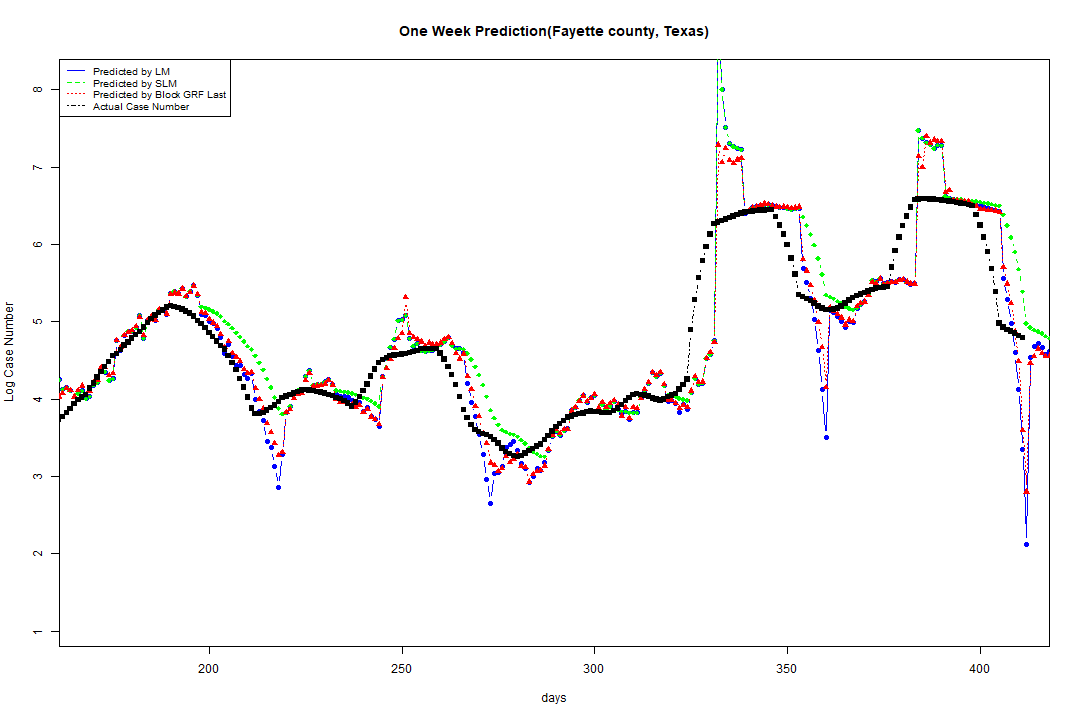 One Week Prediction(Fayette county, Texas)
Predicted by LM
Predicted by SLM
Predicted by Block GRF Last
Actual Case Number
Log Case Number
8
7
6
5
4
3
2
1
200 250 300 350 400
days